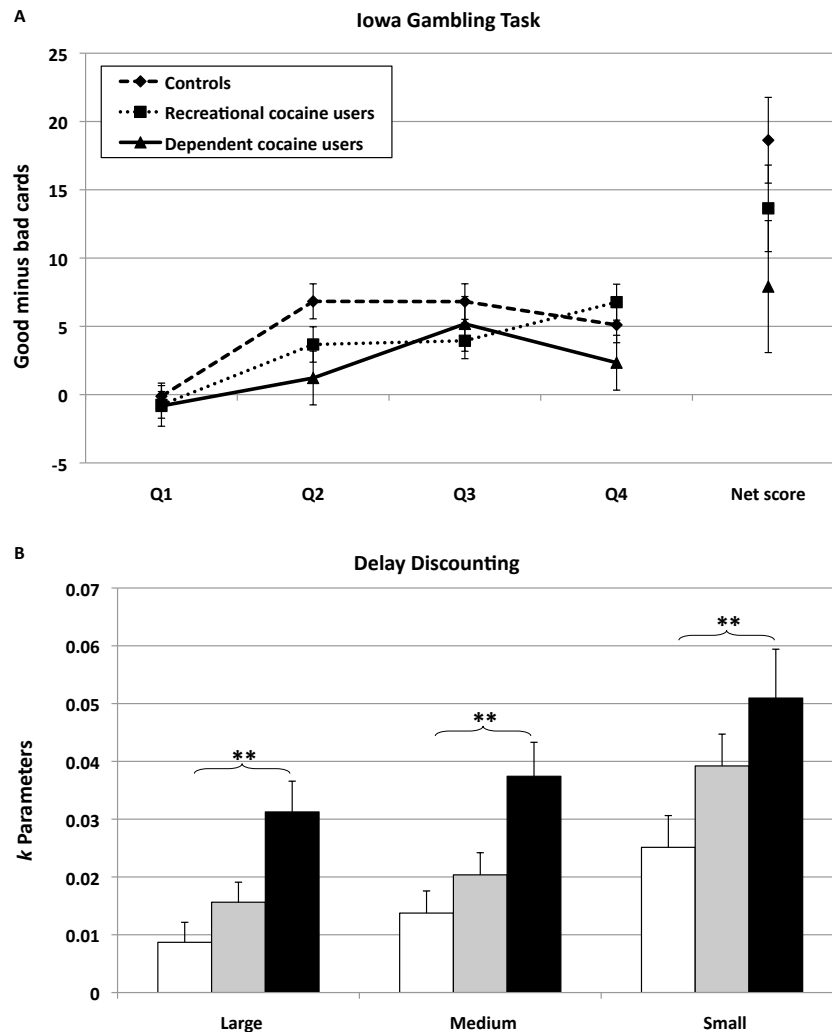 A
Iowa Gambling Task
25
20
15
10
5
0
-5
Good minus bad cards
Controls
Recreational cocaine users
Dependent cocaine users
Q1 Q2 Q3 Q4 Net score
B
Delay Discounting
0.07
0.06
0.05
0.04
0.03
0.02
0.01
0
k Parameters
**
**
**
Large Medium Small